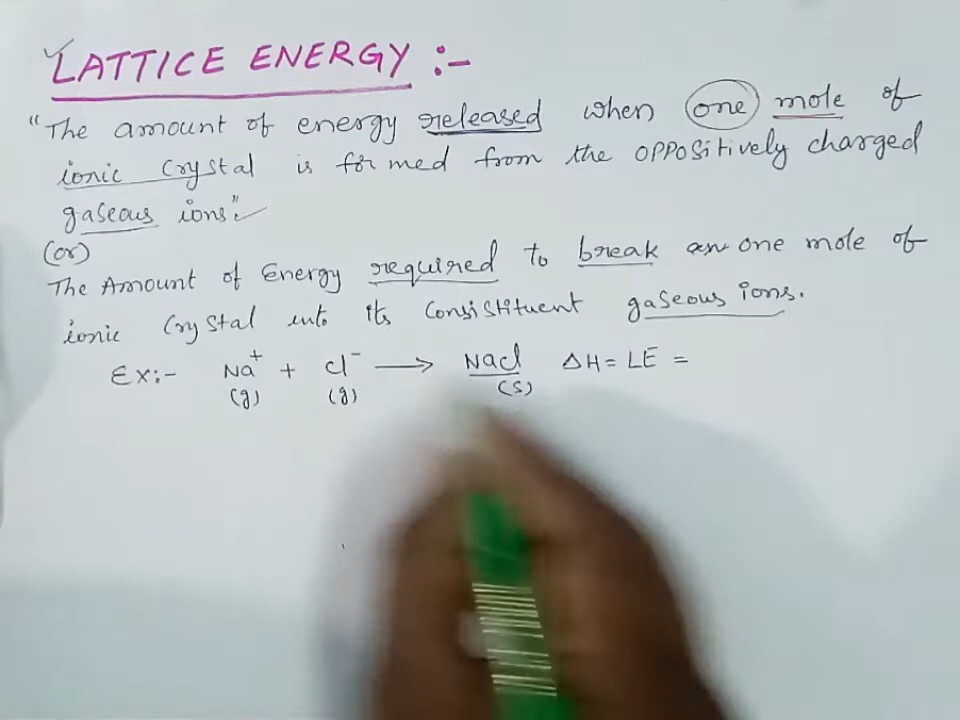 LATTICE ENERGY :-
"The amount of energy released when one mole of
ionic Crystal is formed from the OPPOSitively charged
gaseous ions".
(or)
The Amount of Energy required to break an one mole of
ionic Crystal into its Consistituent gaseous ions.
Ex:- Na⁺ + Cl⁻ → NaCl ΔH = LE =
(g) (g) (s)